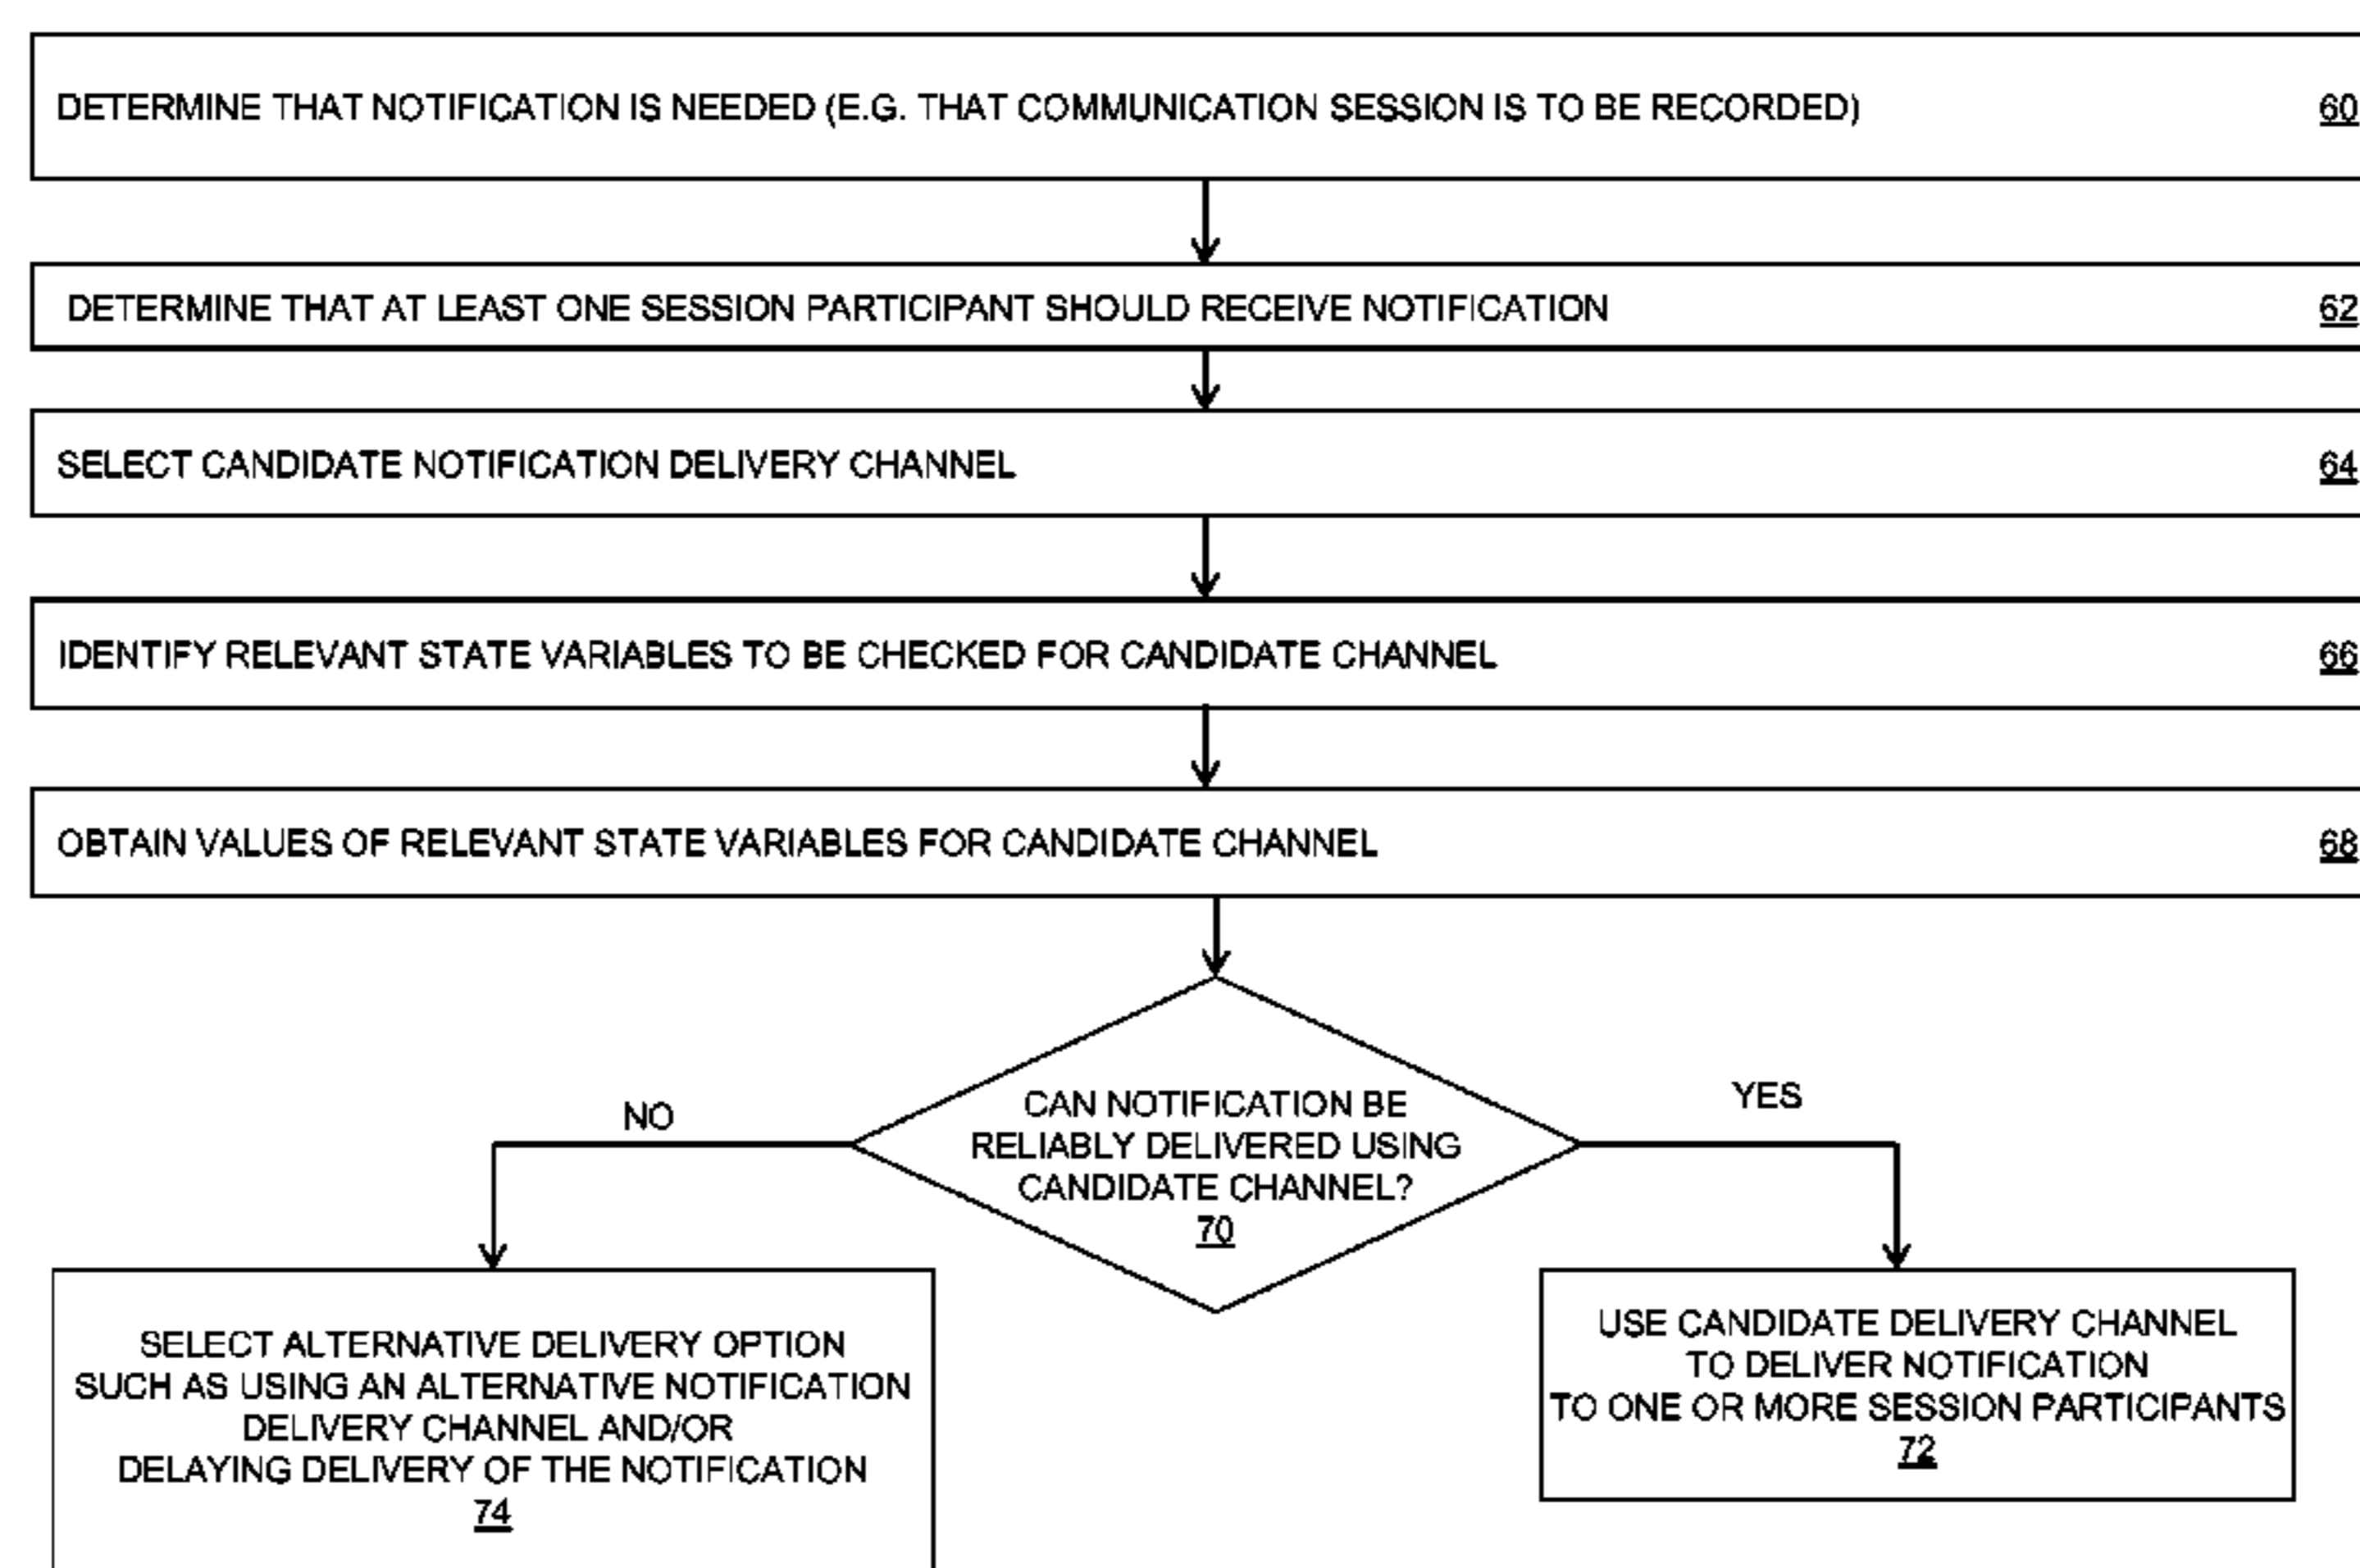 DETERMINE THAT NOTIFICATION IS NEEDED (E.G. THAT COMMUNICATION SESSION IS TO BE RECORDED) 60
DETERMINE THAT AT LEAST ONE SESSION PARTICIPANT SHOULD RECEIVE NOTIFICATION 62
SELECT CANDIDATE NOTIFICATION DELIVERY CHANNEL 64
IDENTIFY RELEVANT STATE VARIABLES TO BE CHECKED FOR CANDIDATE CHANNEL 66
OBTAIN VALUES OF RELEVANT STATE VARIABLES FOR CANDIDATE CHANNEL 68
CAN NOTIFICATION BE
RELIABLY DELIVERED USING
CANDIDATE CHANNEL?
70
NO
YES
SELECT ALTERNATIVE DELIVERY OPTION
SUCH AS USING AN ALTERNATIVE NOTIFICATION
DELIVERY CHANNEL AND/OR
DELAYING DELIVERY OF THE NOTIFICATION
74
USE CANDIDATE DELIVERY CHANNEL
TO DELIVER NOTIFICATION
TO ONE OR MORE SESSION PARTICIPANTS
72